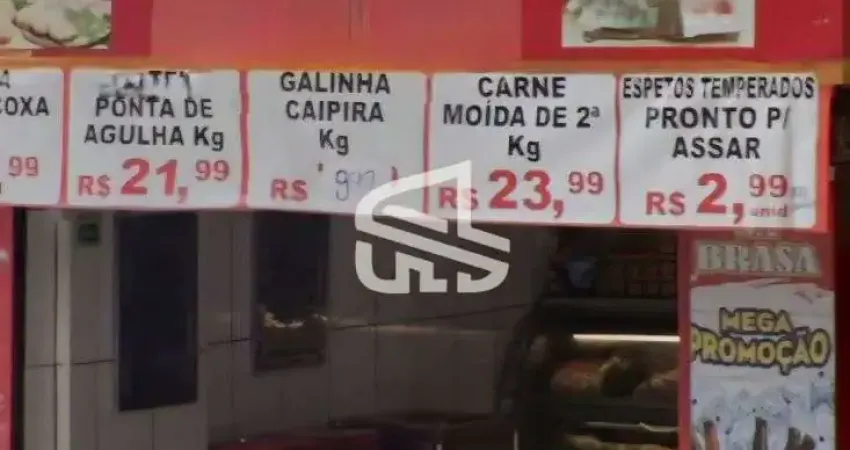 COXA
,99
PONTA DE
AGULHA Kg
R$ 21,99
GALINHA
CAIPIRA
Kg
R$
CARNE
MOÍDA DE 2ª
Kg
R$ 23,99
ESPETOS TEMPERADOS
PRONTO P/
ASSAR
R$ 2,99
unid
BRASA
MEGA
PROMOÇÃO